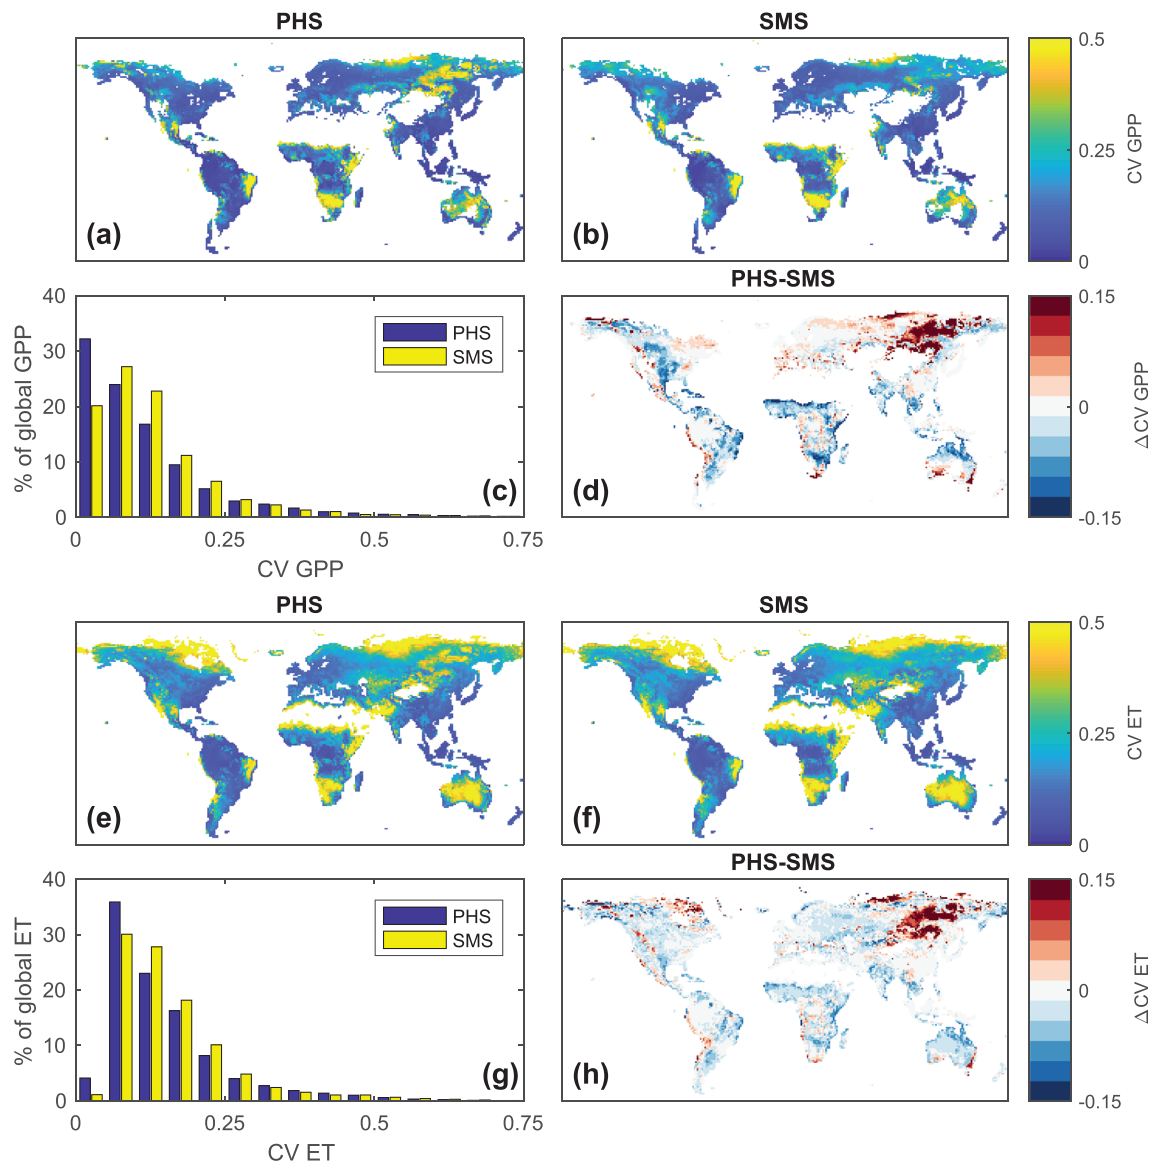 PHS
SMS
(a)
(b)
0.5
0.25
0
CV GPP
PHS-SMS
40
30
20
10
0
% of global GPP
PHS
SMS
(c)
0
0.25
0.5
0.75
CV GPP
(d)
0.15
0
-0.15
ΔCV GPP
PHS
SMS
(e)
(f)
0.5
0.25
0
CV ET
PHS-SMS
40
30
20
10
0
% of global ET
PHS
SMS
(g)
0
0.25
0.5
0.75
CV ET
(h)
0.15
0
-0.15
ΔCV ET